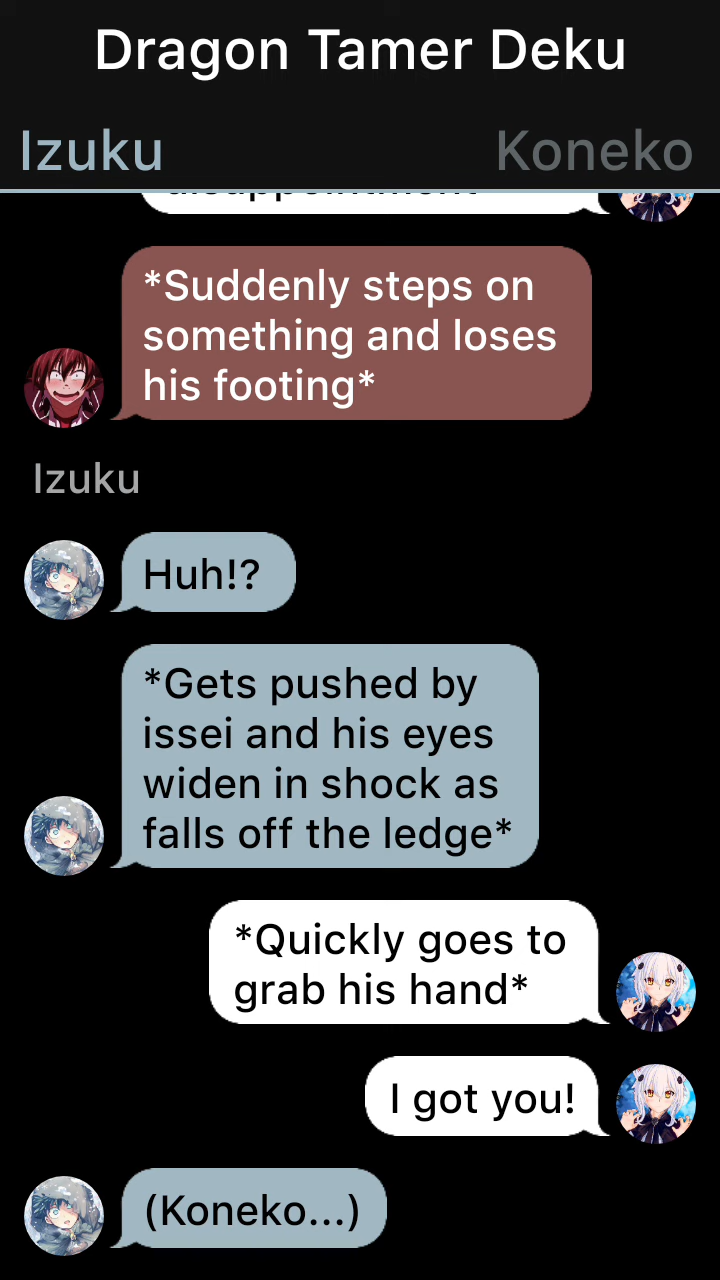 Dragon Tamer Deku
Izuku
Koneko
*Suddenly steps on
something and loses
his footing*
Izuku
Huh!?
*Gets pushed by
issei and his eyes
widen in shock as
falls off the ledge*
*Quickly goes to
grab his hand*
I got you!
(Koneko...)